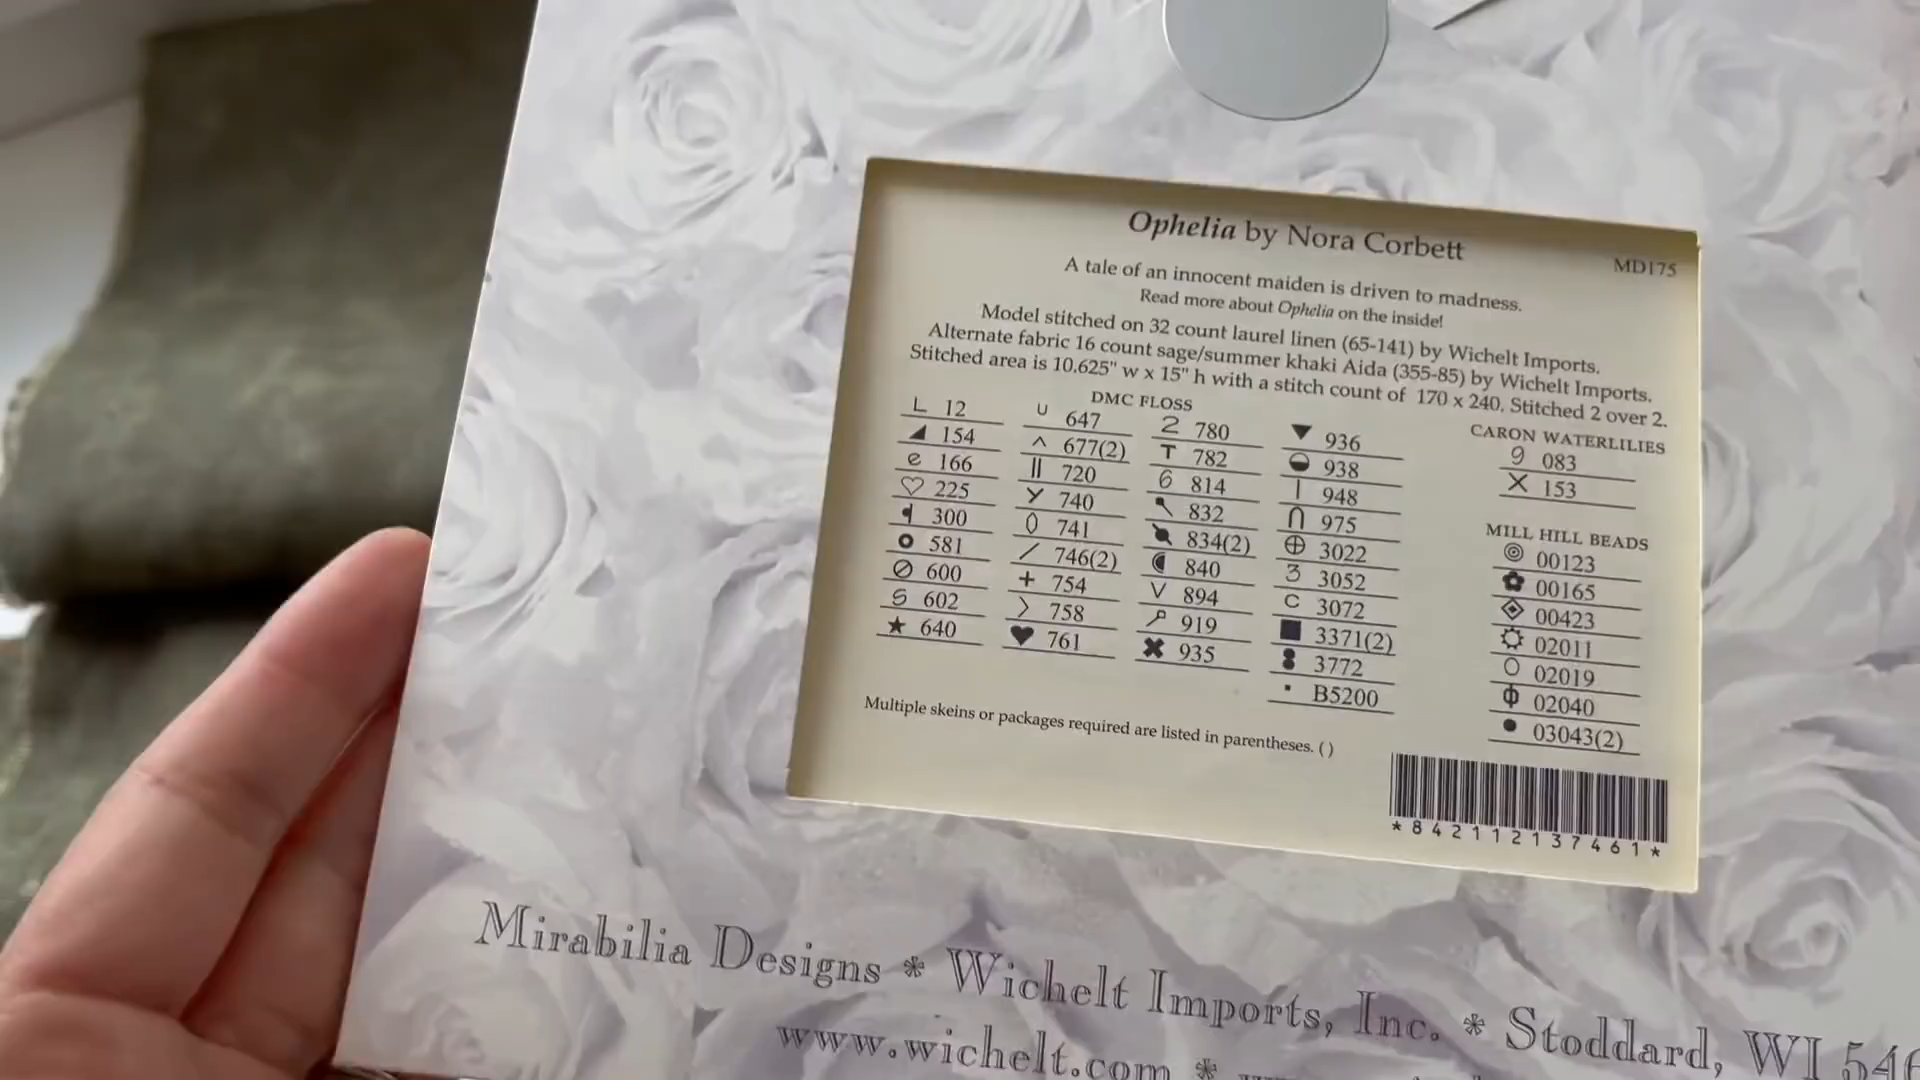 Ophelia by Nora Corbett
MD175
A tale of an innocent maiden is driven to madness.
Read more about Ophelia on the inside!
Model stitched on 32 count laurel linen (65-141) by Wichelt Imports.
Alternate fabric 16 count sage/summer khaki Aida (355-85) by Wichelt Imports.
Stitched area is 10.625" w x 15" h with a stitch count of 170 x 240. Stitched 2 over 2.
DMC FLOSS
L 12
154
e 166
♡ 225
300
581
600
S 602
★ 640
U 647
^ 677(2)
|| 720
Y 740
0 741
/ 746(2)
+ 754
> 758
♥ 761
2 780
T 782
6 814
832
834(2)
840
V 894
919
✖ 935
▼ 936
938
| 948
∩ 975
⊕ 3022
3 3052
C 3072
■ 3371(2)
3772
· B5200
CARON WATERLILIES
9 083
X 153
MILL HILL BEADS
◎ 00123
00165
00423
02011
O 02019
ф 02040
● 03043(2)
Multiple skeins or packages required are listed in parentheses. ( )
*842112137461*
Mirabilia Designs * Wichelt Imports, Inc. * Stoddard, WI 546
www.wichelt.com *